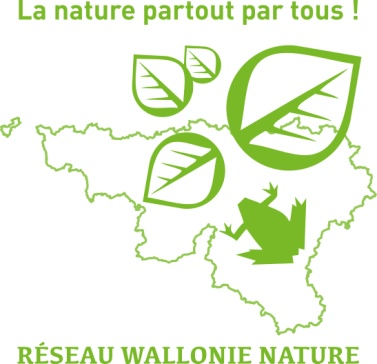 La nature partout par tous !
RÉSEAU WALLONIE NATURE